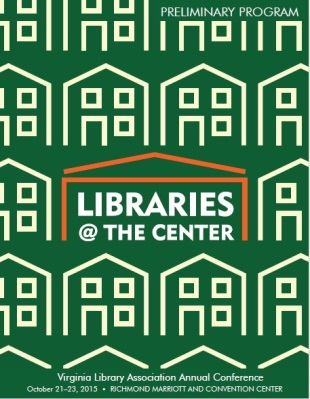 PRELIMINARY PROGRAM
LIBRARIES
@ THE CENTER
Virginia Library Association Annual Conference
October 21–23, 2015 • RICHMOND MARRIOTT AND CONVENTION CENTER